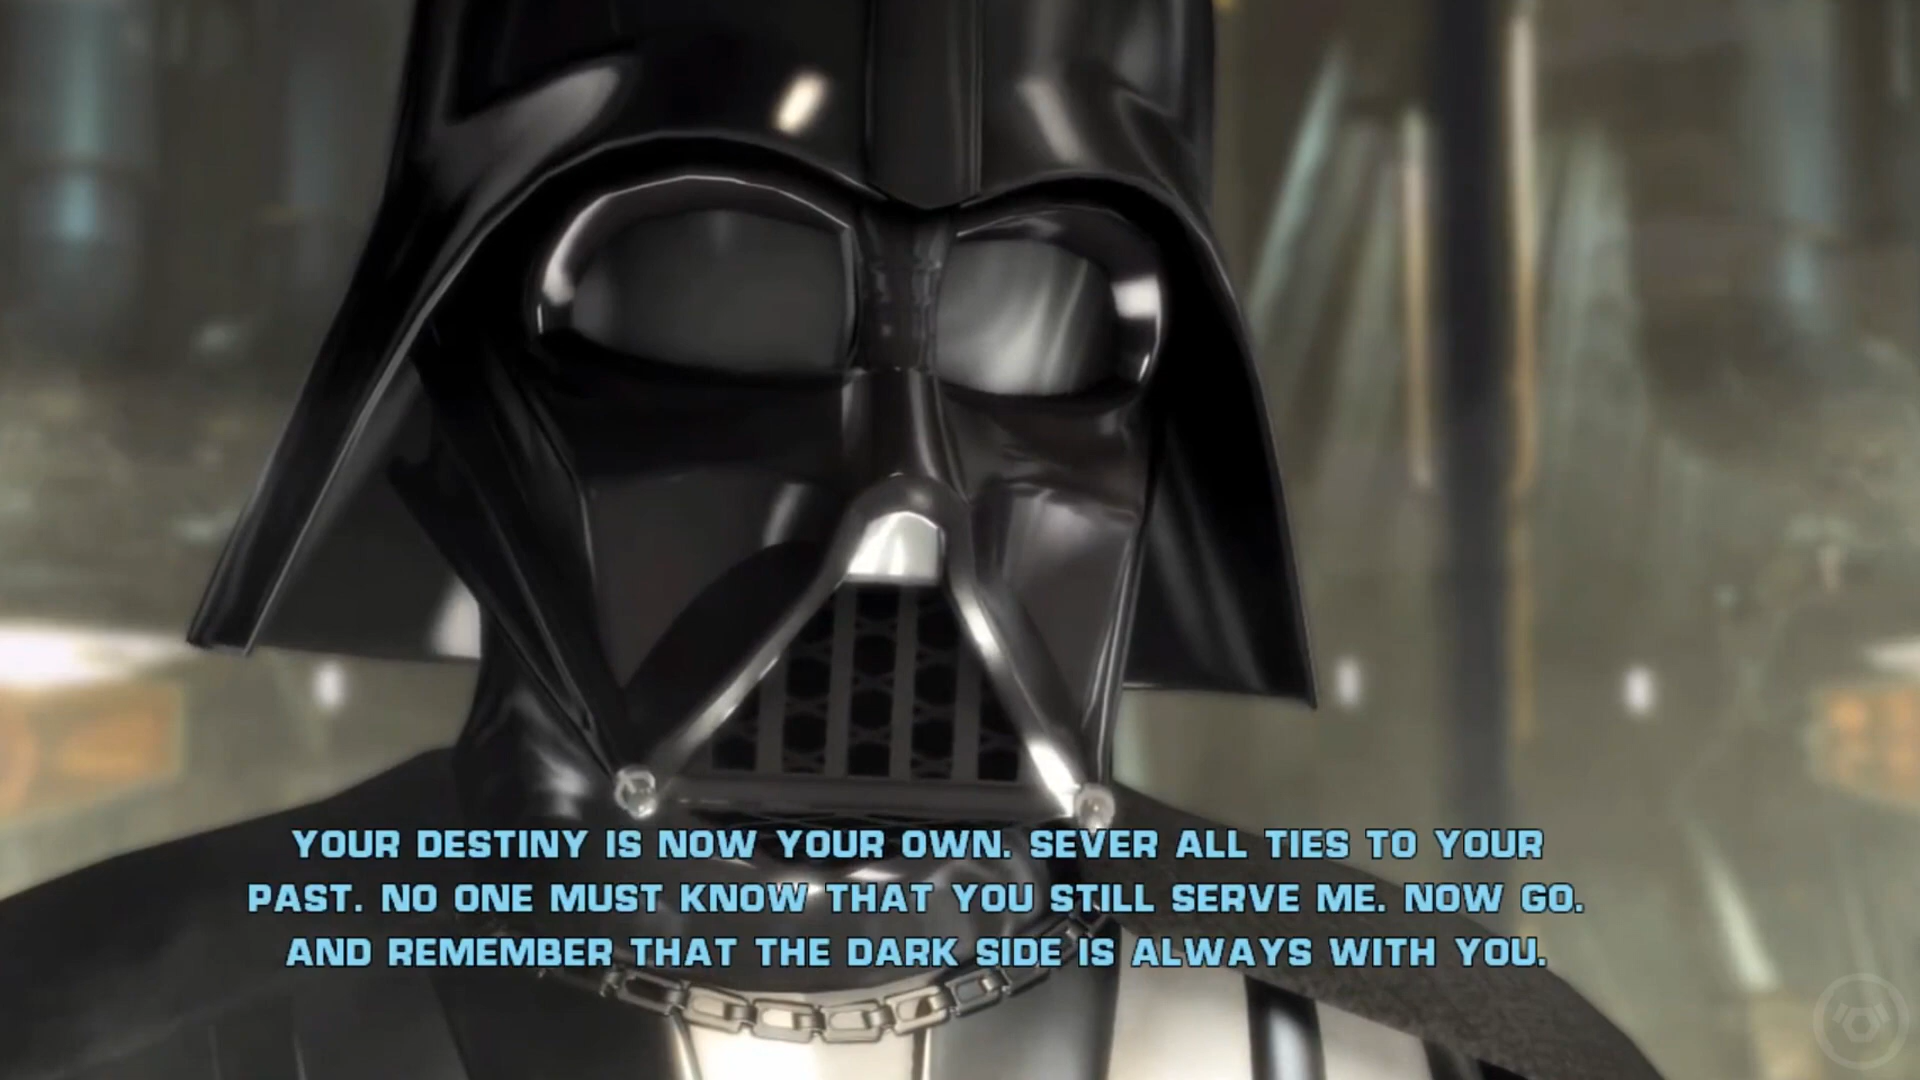 YOUR DESTINY IS NOW YOUR OWN. SEVER ALL TIES TO YOUR
PAST. NO ONE MUST KNOW THAT YOU STILL SERVE ME. NOW GO.
AND REMEMBER THAT THE DARK SIDE IS ALWAYS WITH YOU.